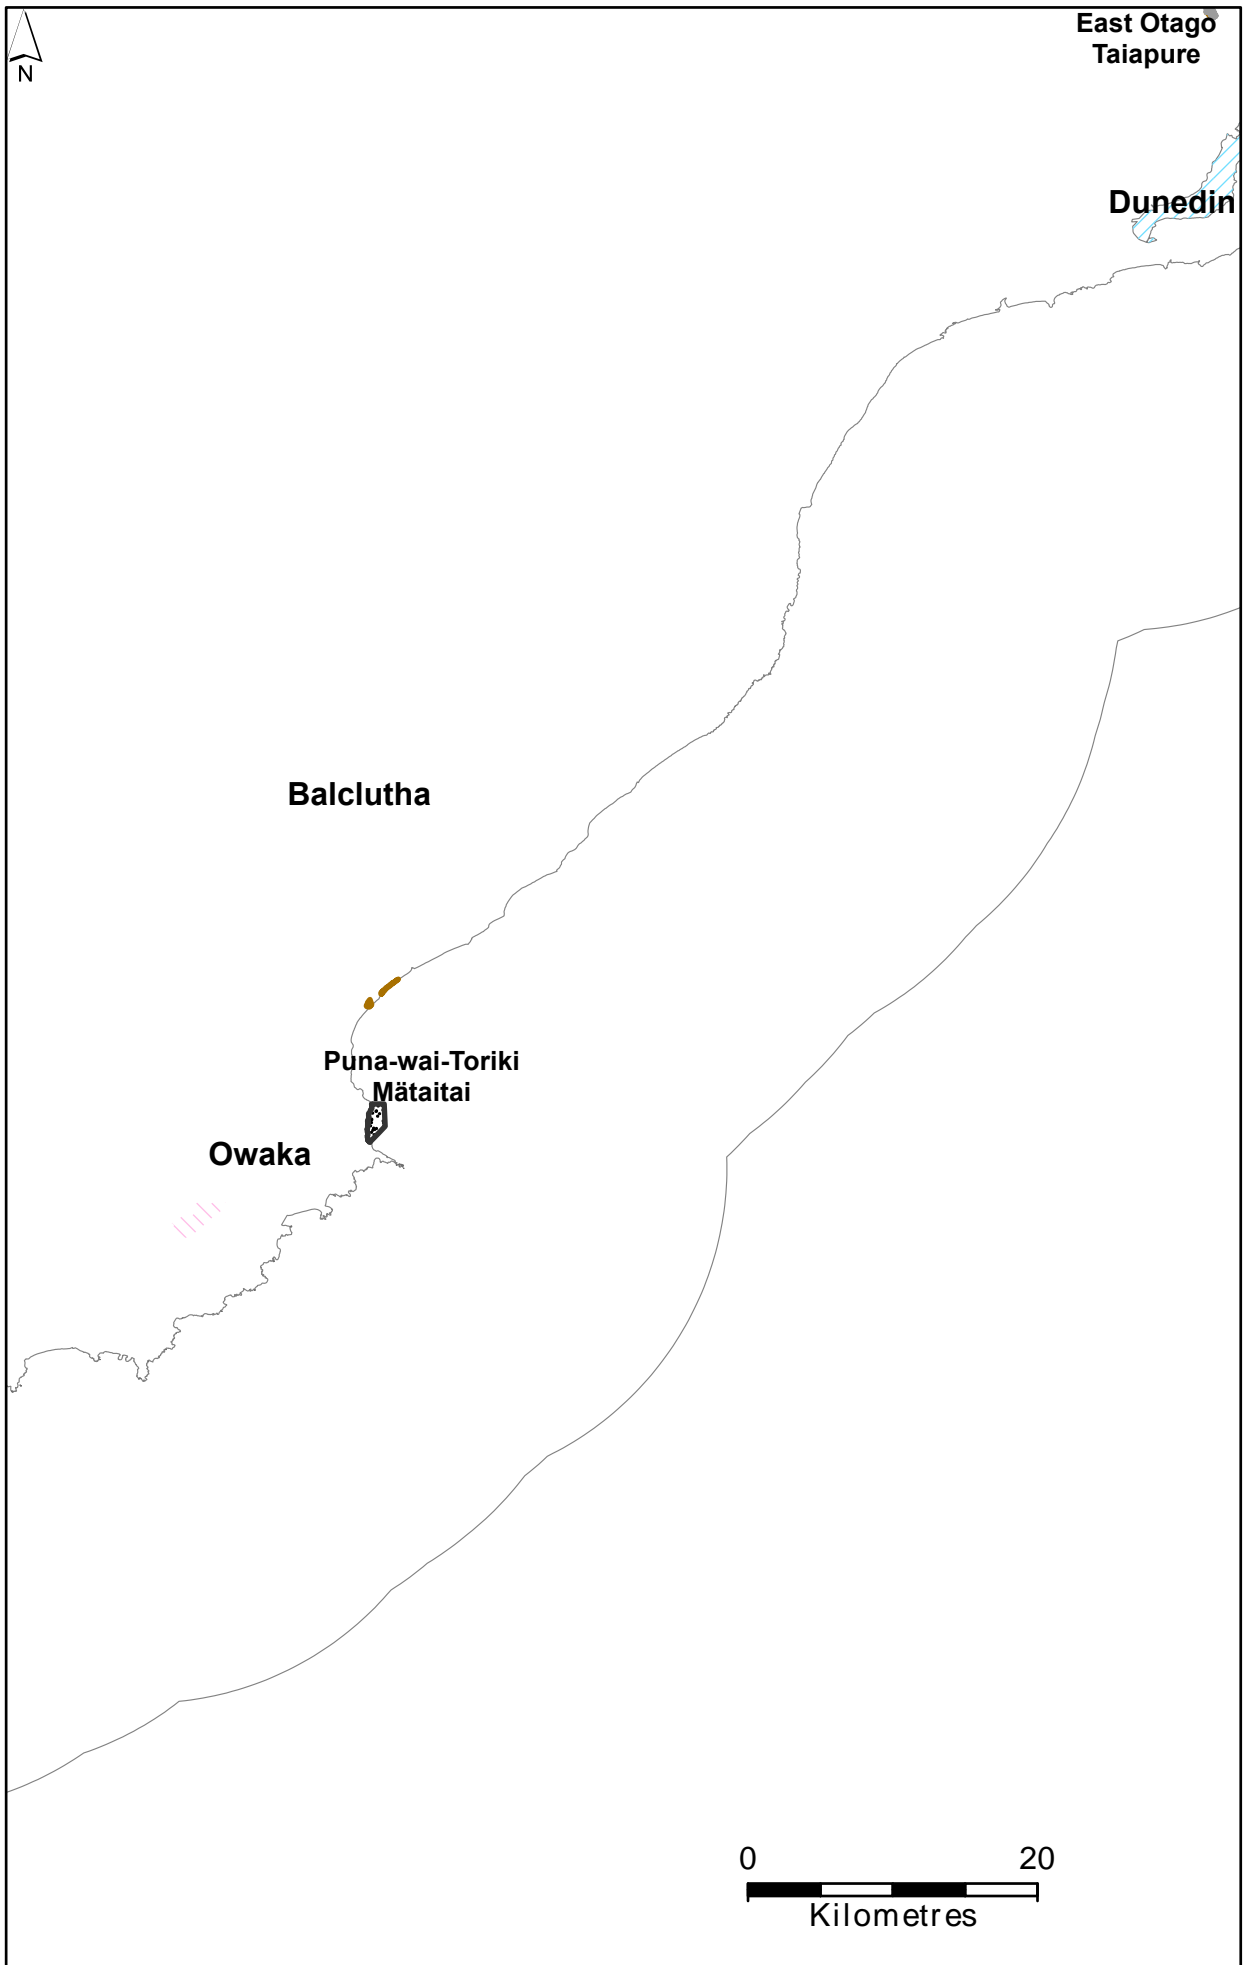 East Otago
Taiapure
N
Dunedin
Balclutha
Puna-wai-Toriki
Mätaitai
Owaka
0 20
Kilometres